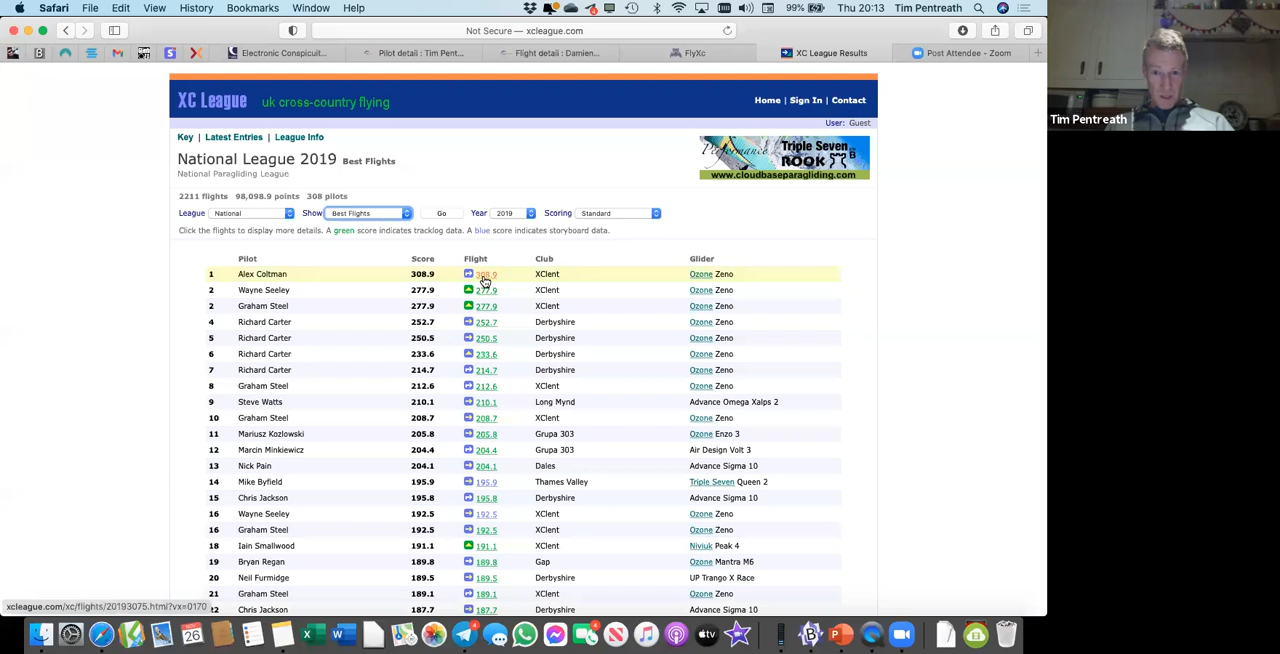 Safari File Edit View History Bookmarks Window Help 4 99% Thu 20:13 Tim Pentreath
Not Secure — xcleague.com
Electronic Conspicuit... Pilot detail : Tim Pent... Flight detail : Damien... FlyXc XC League Results Post Attendee - Zoom
XC League uk cross-country flying
Home | Sign In | Contact
User: Guest
Key | Latest Entries | League Info
National League 2019 Best Flights
National Paragliding League
Performance Triple Seven ROOK B
www.cloudbaseparagliding.com
2211 flights 98,098.9 points 308 pilots
League National Show Best Flights Go Year 2019 Scoring Standard
Click the flights to display more details. A green score indicates tracklog data. A blue score indicates storyboard data.
Pilot Score Flight Club Glider
1 Alex Coltman 308.9 308.9 XClent Ozone Zeno
2 Wayne Seeley 277.9 277.9 XClent Ozone Zeno
2 Graham Steel 277.9 277.9 XClent Ozone Zeno
4 Richard Carter 252.7 252.7 Derbyshire Ozone Zeno
5 Richard Carter 250.5 250.5 Derbyshire Ozone Zeno
6 Richard Carter 233.6 233.6 Derbyshire Ozone Zeno
7 Richard Carter 214.7 214.7 Derbyshire Ozone Zeno
8 Graham Steel 212.6 212.6 XClent Ozone Zeno
9 Steve Watts 210.1 210.1 Long Mynd Advance Omega Xalps 2
10 Graham Steel 208.7 208.7 XClent Ozone Zeno
11 Mariusz Kozlowski 205.8 205.8 Grupa 303 Ozone Enzo 3
12 Marcin Minkiewicz 204.4 204.4 Grupa 303 Air Design Volt 3
13 Nick Pain 204.1 204.1 Dales Advance Sigma 10
14 Mike Byfield 195.9 195.9 Thames Valley Triple Seven Queen 2
15 Chris Jackson 195.8 195.8 Derbyshire Advance Sigma 10
16 Wayne Seeley 192.5 192.5 XClent Ozone Zeno
16 Graham Steel 192.5 192.5 XClent Ozone Zeno
18 Iain Smallwood 191.1 191.1 XClent Niviuk Peak 4
19 Bryan Regan 189.8 189.8 Gap Ozone Mantra M6
20 Neil Furmidge 189.5 189.5 Derbyshire UP Trango X Race
21 Graham Steel 189.1 189.1 XClent Ozone Zeno
22 Chris Jackson 187.7 187.7 Derbyshire Advance Sigma 10
xcleague.com/xc/flights/20193075.html?vx=0170
NOV 26 tv
Tim Pentreath